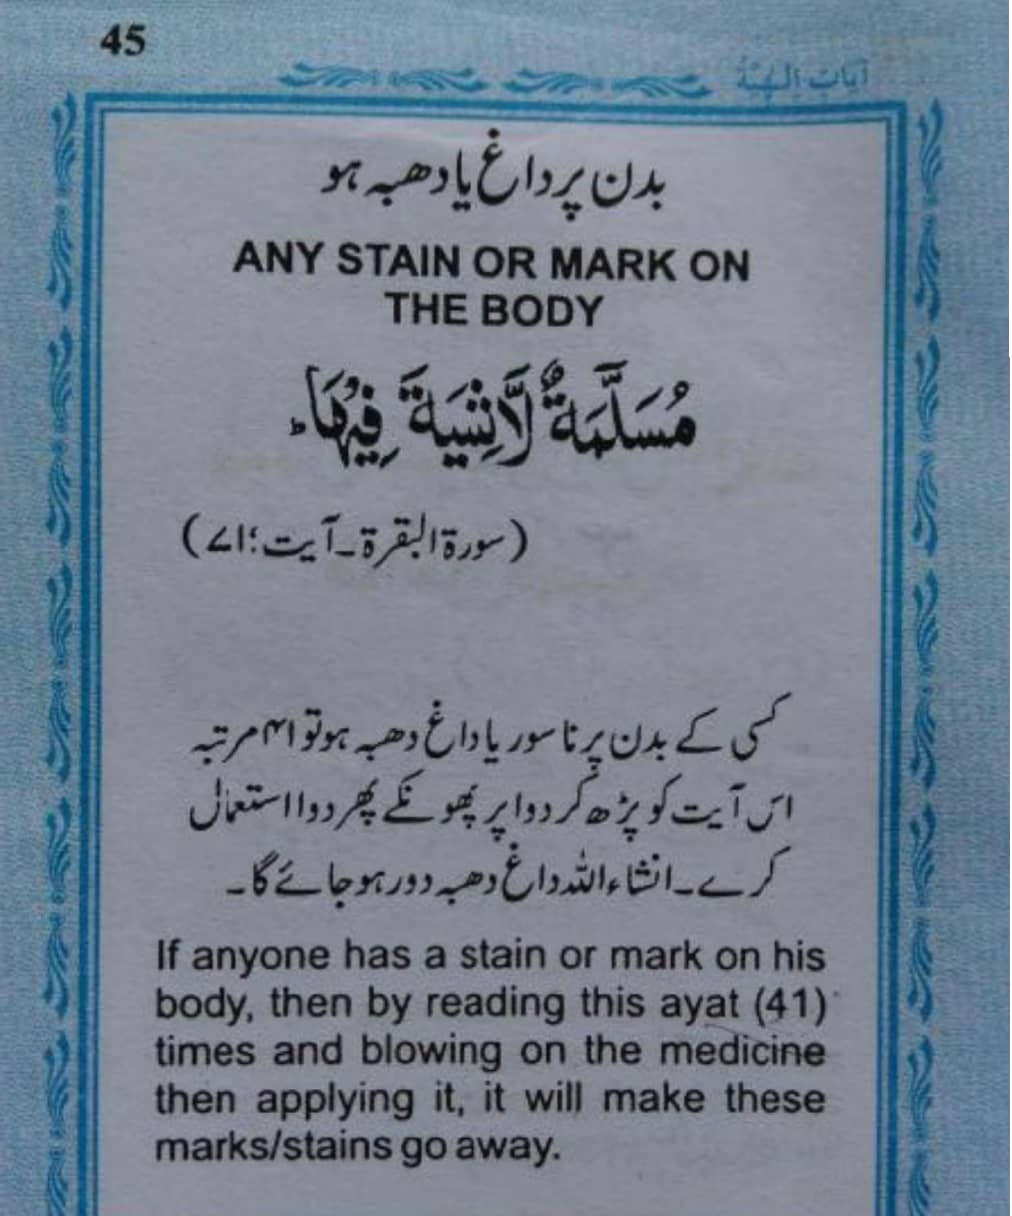 45
آیات الہیّہ
بدن پر داغ یا دھبہ ہو
ANY STAIN OR MARK ON
THE BODY
مُسَلَّمَةٌ لَّا شِيَةَ فِيْهَا ؕ
(سورۃ البقرۃ۔آیت؛۷۱)
کسی کے بدن پر ناسور یا داغ دھبہ ہو تو ۴۱ مرتبہ
اس آیت کو پڑھ کر دوا پر پھونکے پھر دوا استعمال
کرے۔انشاءاللہ داغ دھبہ دور ہو جائے گا۔
If anyone has a stain or mark on his
body, then by reading this ayat (41)
times and blowing on the medicine
then applying it, it will make these
marks/stains go away.